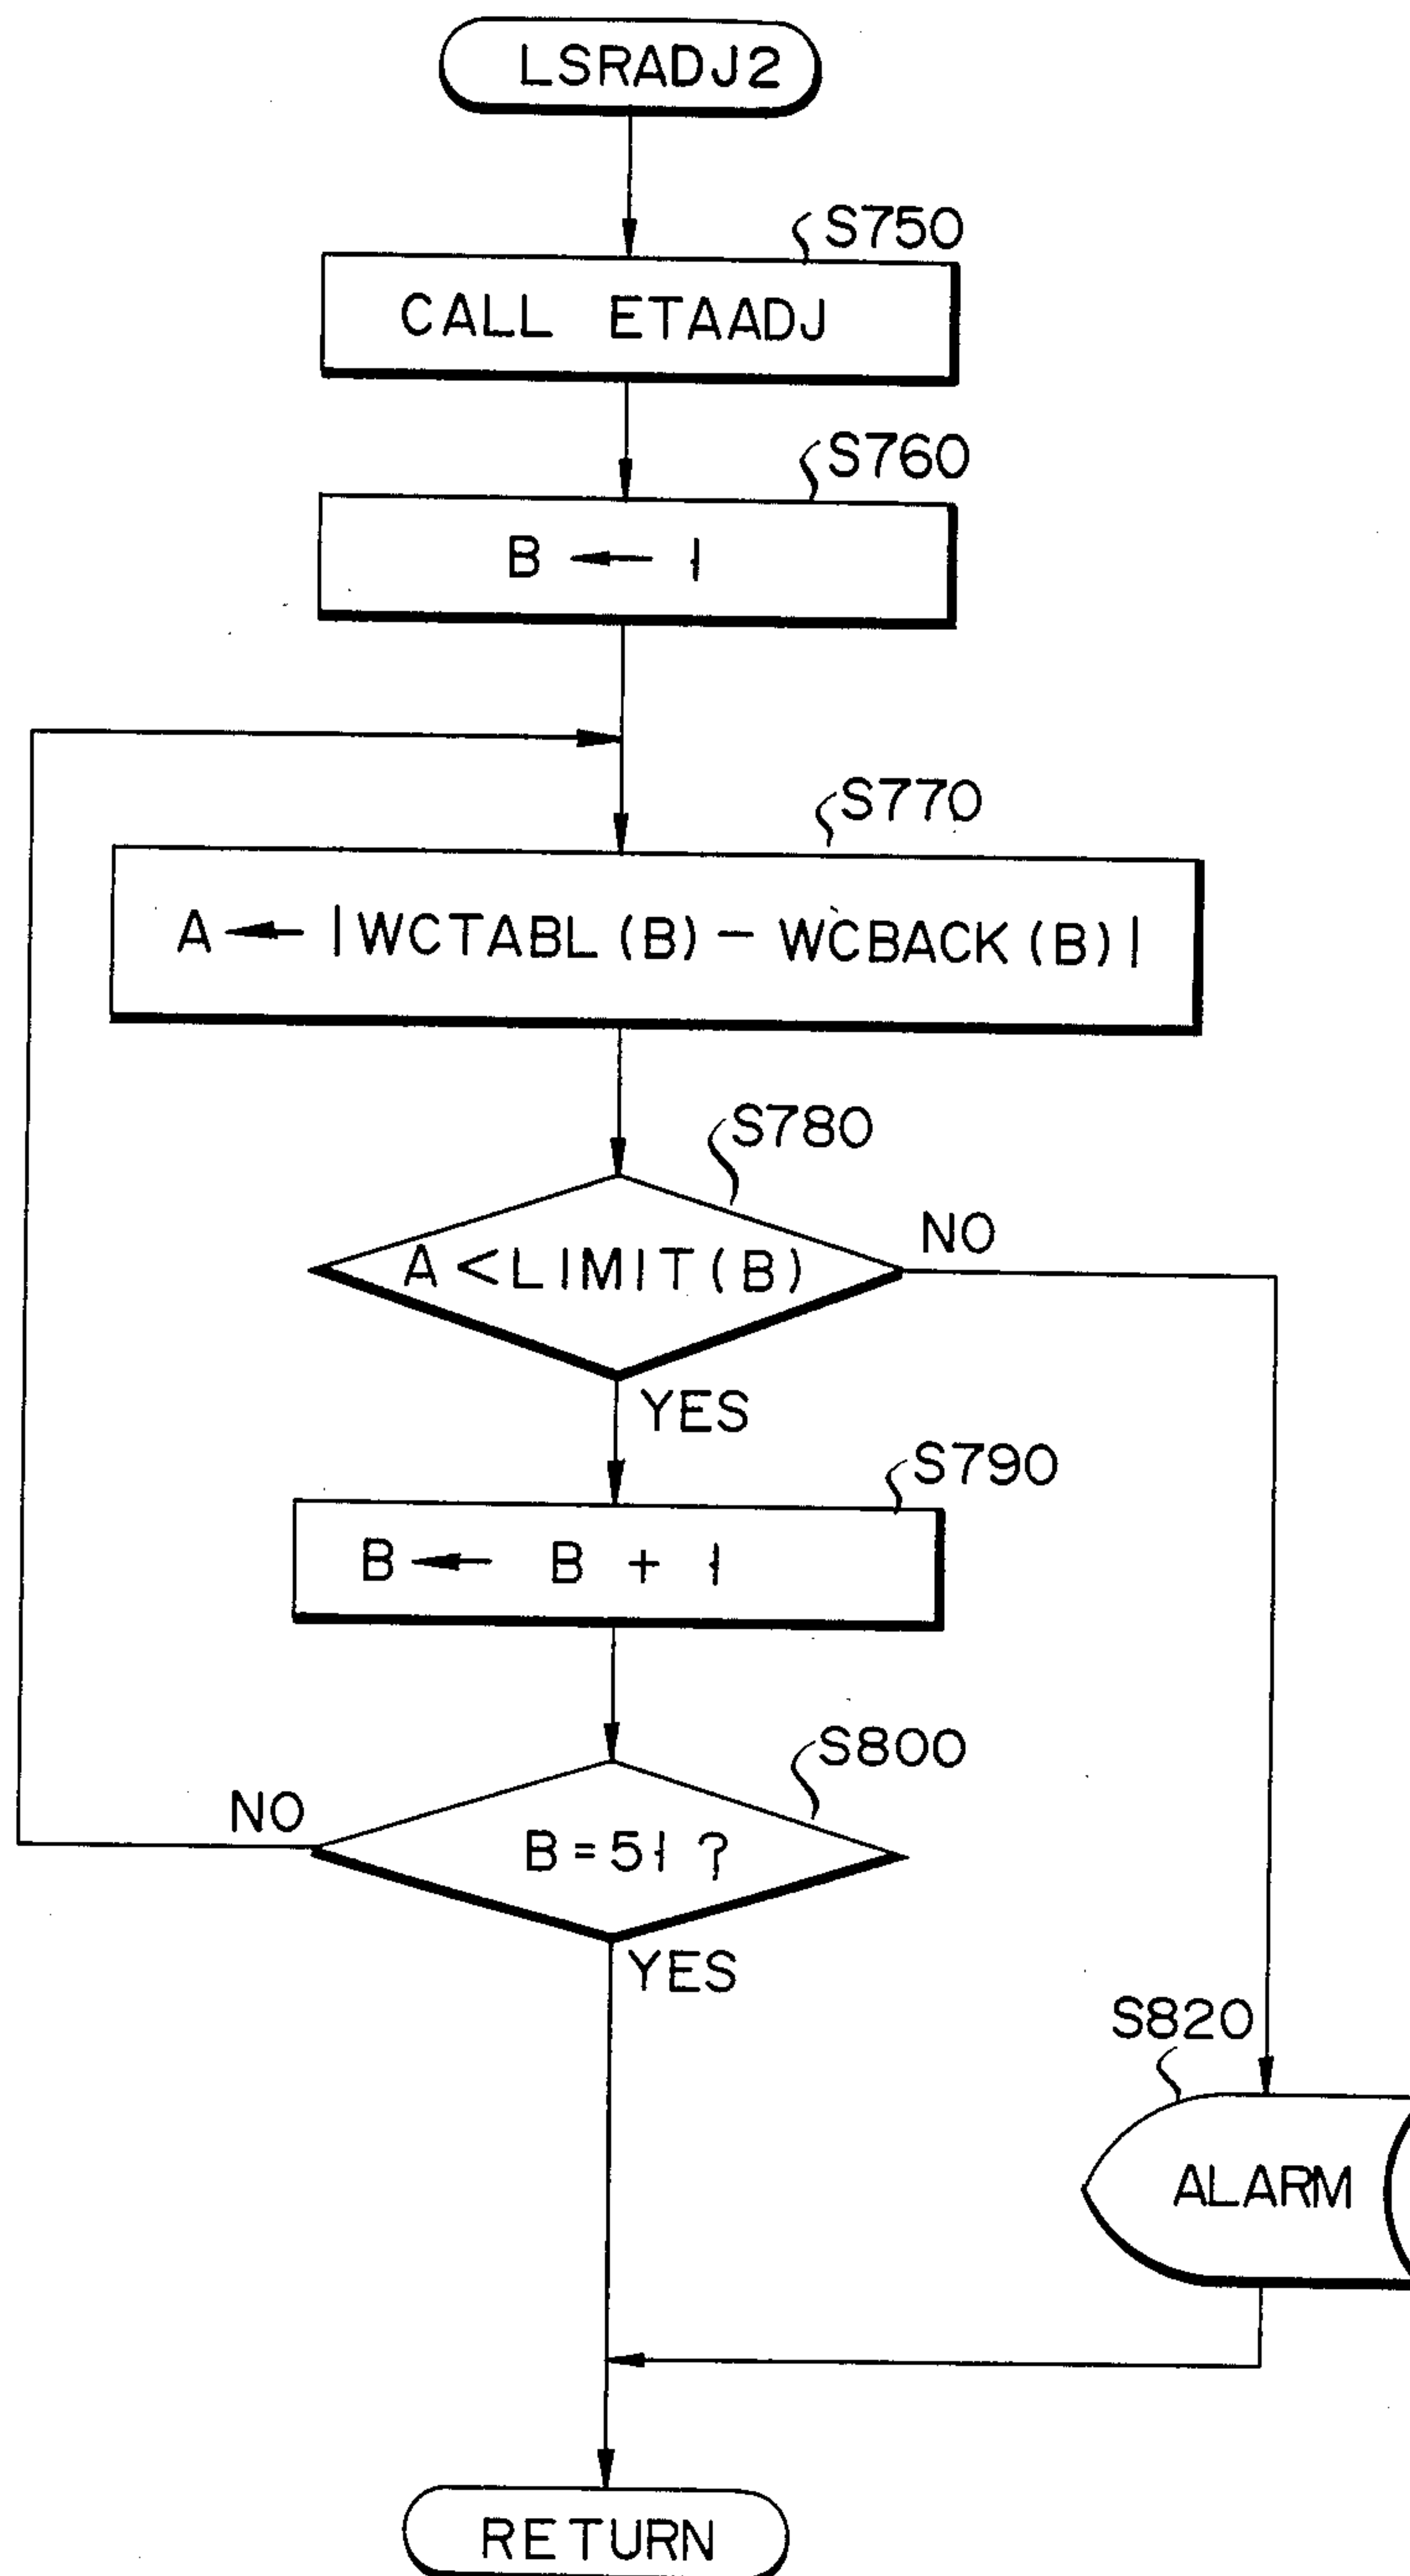 LSRADJ2
S750
CALL ETAADJ
S760
B ← 1
S770
A ← |WCTABL (B) - WCBACK (B)|
S780
A < LIMIT (B)
NO
YES
S790
B ← B + 1
S800
NO
B = 51 ?
YES
S820
ALARM
RETURN